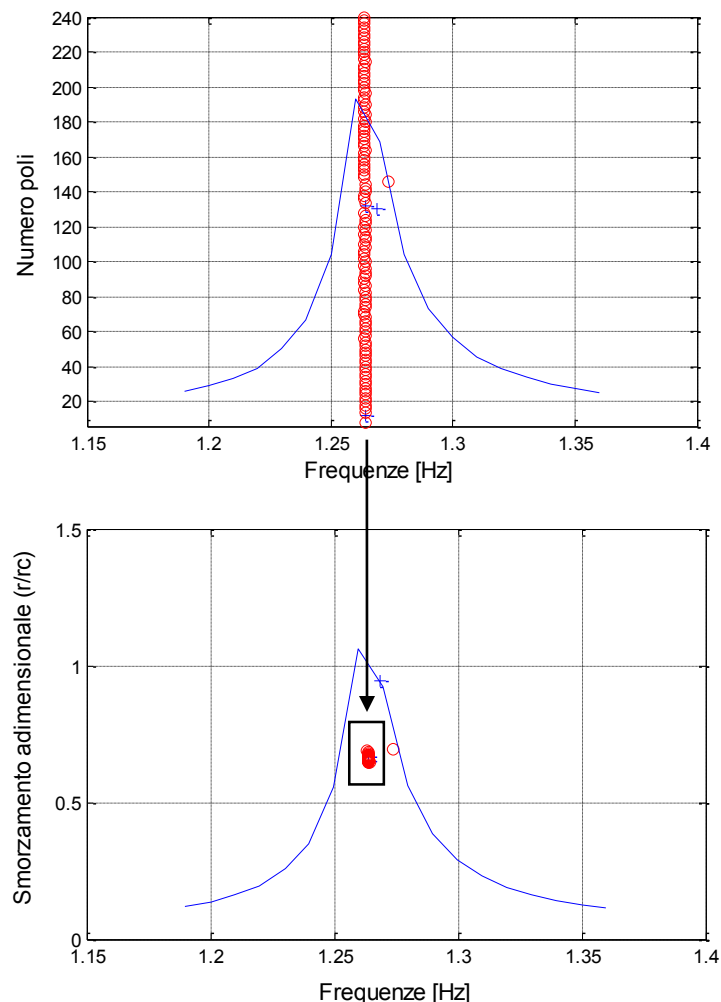 240
220
200
180
160
140
120
100
80
60
40
20
Numero poli
1.15 1.2 1.25 1.3 1.35 1.4
Frequenze [Hz]
1.5
1
0.5
0
Smorzamento adimensionale (r/rc)
1.15 1.2 1.25 1.3 1.35 1.4
Frequenze [Hz]